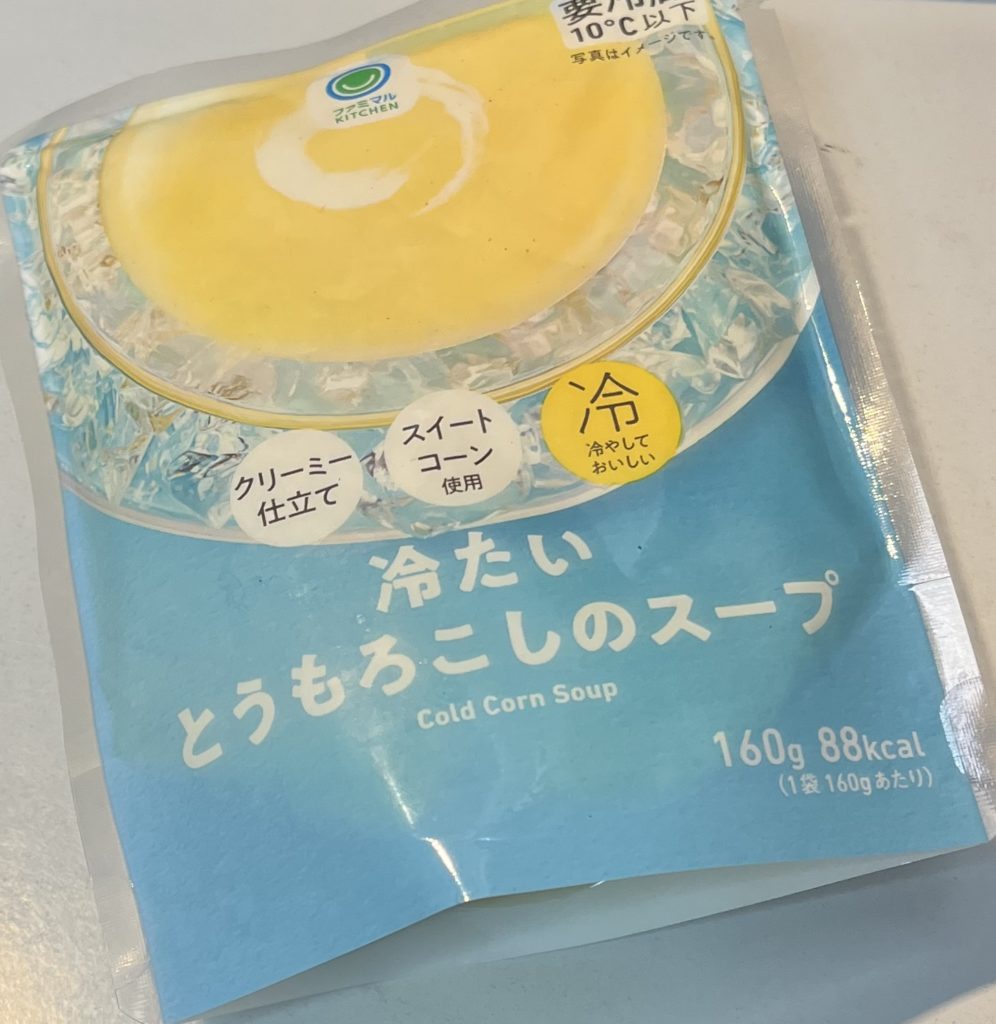 10℃以下
写真はイメージです。
ファミマル
KITCHEN
クリーミー
仕立て
スイート
コーン
使用
冷
冷やして
おいしい
冷たい
とうもろこしのスープ
Cold Corn Soup
160g 88kcal
(1袋 160gあたり)